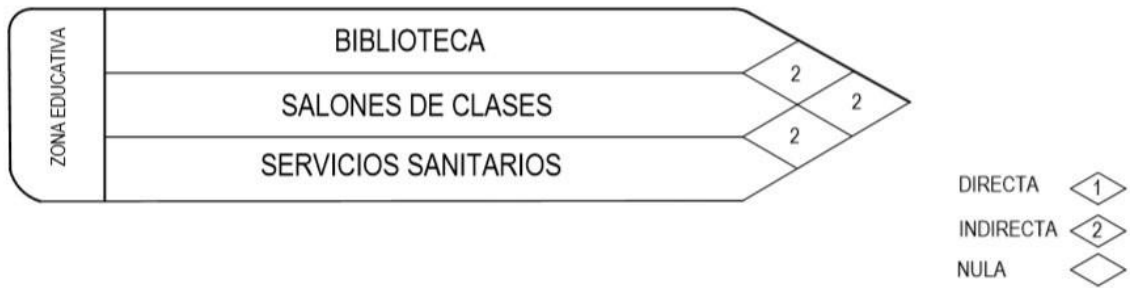 ZONA EDUCATIVA
BIBLIOTECA
2
2
SALONES DE CLASES
2
SERVICIOS SANITARIOS
DIRECTA 1
INDIRECTA 2
NULA